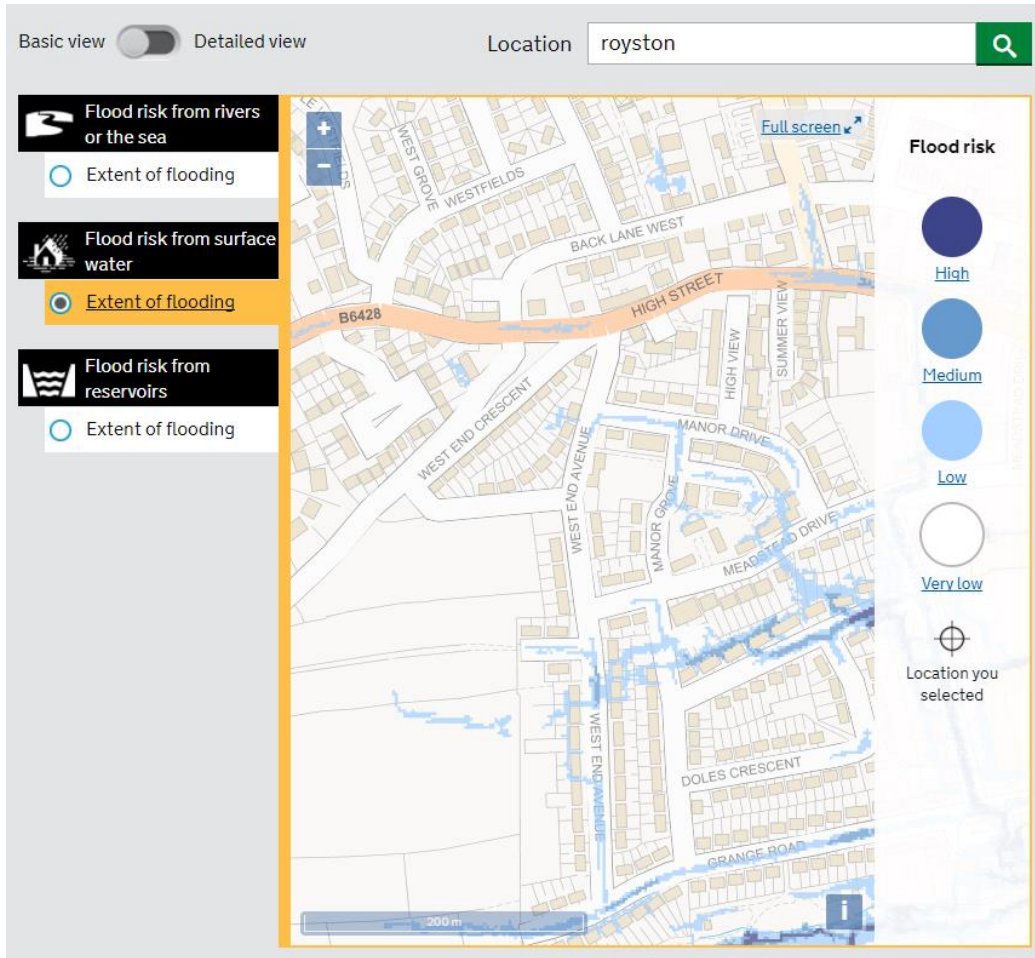 Basic view
Detailed view
Location
royston
Flood risk from rivers
or the sea
Extent of flooding
Flood risk from surface
water
Extent of flooding
Flood risk from
reservoirs
Extent of flooding
+
−
Full screen
WEST GROVE
WESTFIELDS
BACK LANE WEST
B6428
HIGH STREET
SUMMER VIEW
HIGH VIEW
WEST END CRESCENT
MANOR DRIVE
WEST END AVENUE
MANOR GROVE
MEADSTEAD DRIVE
WEST END AVENUE
DOLES CRESCENT
GRANGE ROAD
200 m
i
Flood risk
High
Medium
Low
Very low
Location you
selected